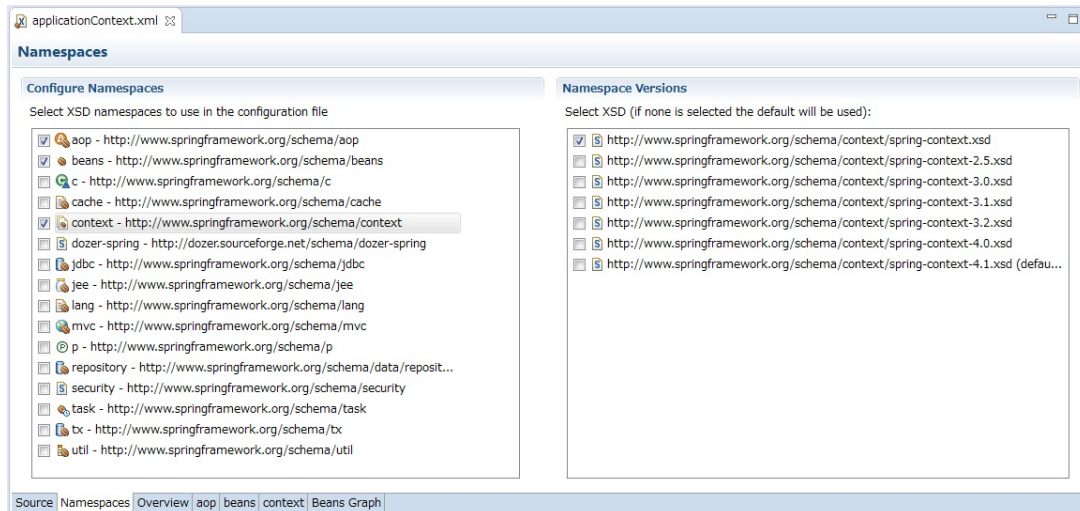 applicationContext.xml
Namespaces
Configure Namespaces
Select XSD namespaces to use in the configuration file
aop - http://www.springframework.org/schema/aop
beans - http://www.springframework.org/schema/beans
c - http://www.springframework.org/schema/c
cache - http://www.springframework.org/schema/cache
context - http://www.springframework.org/schema/context
dozer-spring - http://dozer.sourceforge.net/schema/dozer-spring
jdbc - http://www.springframework.org/schema/jdbc
jee - http://www.springframework.org/schema/jee
lang - http://www.springframework.org/schema/lang
mvc - http://www.springframework.org/schema/mvc
p - http://www.springframework.org/schema/p
repository - http://www.springframework.org/schema/data/reposit...
security - http://www.springframework.org/schema/security
task - http://www.springframework.org/schema/task
tx - http://www.springframework.org/schema/tx
util - http://www.springframework.org/schema/util
Namespace Versions
Select XSD (if none is selected the default will be used):
http://www.springframework.org/schema/context/spring-context.xsd
http://www.springframework.org/schema/context/spring-context-2.5.xsd
http://www.springframework.org/schema/context/spring-context-3.0.xsd
http://www.springframework.org/schema/context/spring-context-3.1.xsd
http://www.springframework.org/schema/context/spring-context-3.2.xsd
http://www.springframework.org/schema/context/spring-context-4.0.xsd
http://www.springframework.org/schema/context/spring-context-4.1.xsd (defau...
Source Namespaces Overview aop beans context Beans Graph